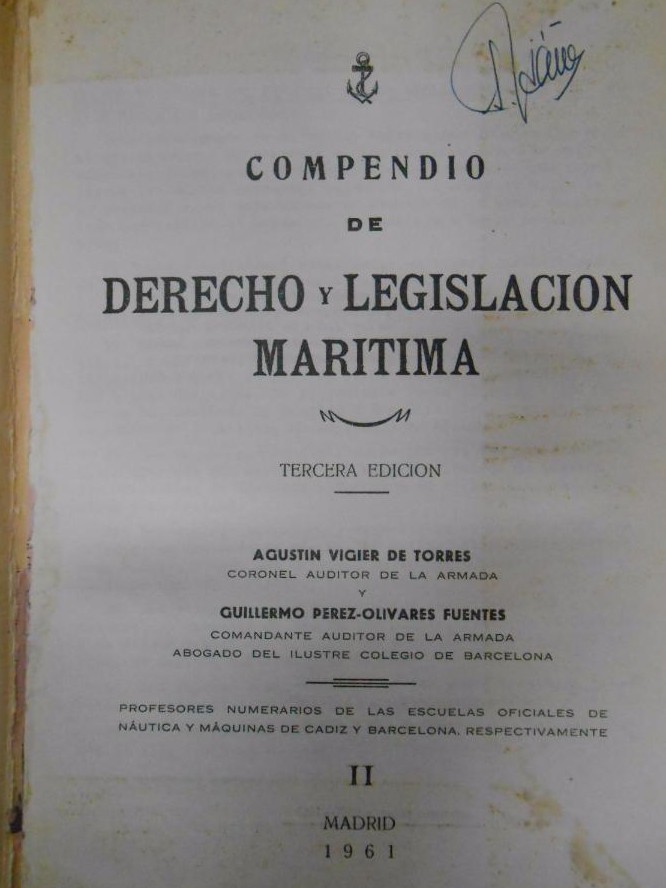 COMPENDIO
DE
DERECHO Y LEGISLACION
MARITIMA
TERCERA EDICION
AGUSTIN VIGIER DE TORRES
CORONEL AUDITOR DE LA ARMADA
Y
GUILLERMO PEREZ-OLIVARES FUENTES
COMANDANTE AUDITOR DE LA ARMADA
ABOGADO DEL ILUSTRE COLEGIO DE BARCELONA
PROFESORES NUMERARIOS DE LAS ESCUELAS OFICIALES DE
NÁUTICA Y MÁQUINAS DE CADIZ Y BARCELONA, RESPECTIVAMENTE
II
MADRID
1961